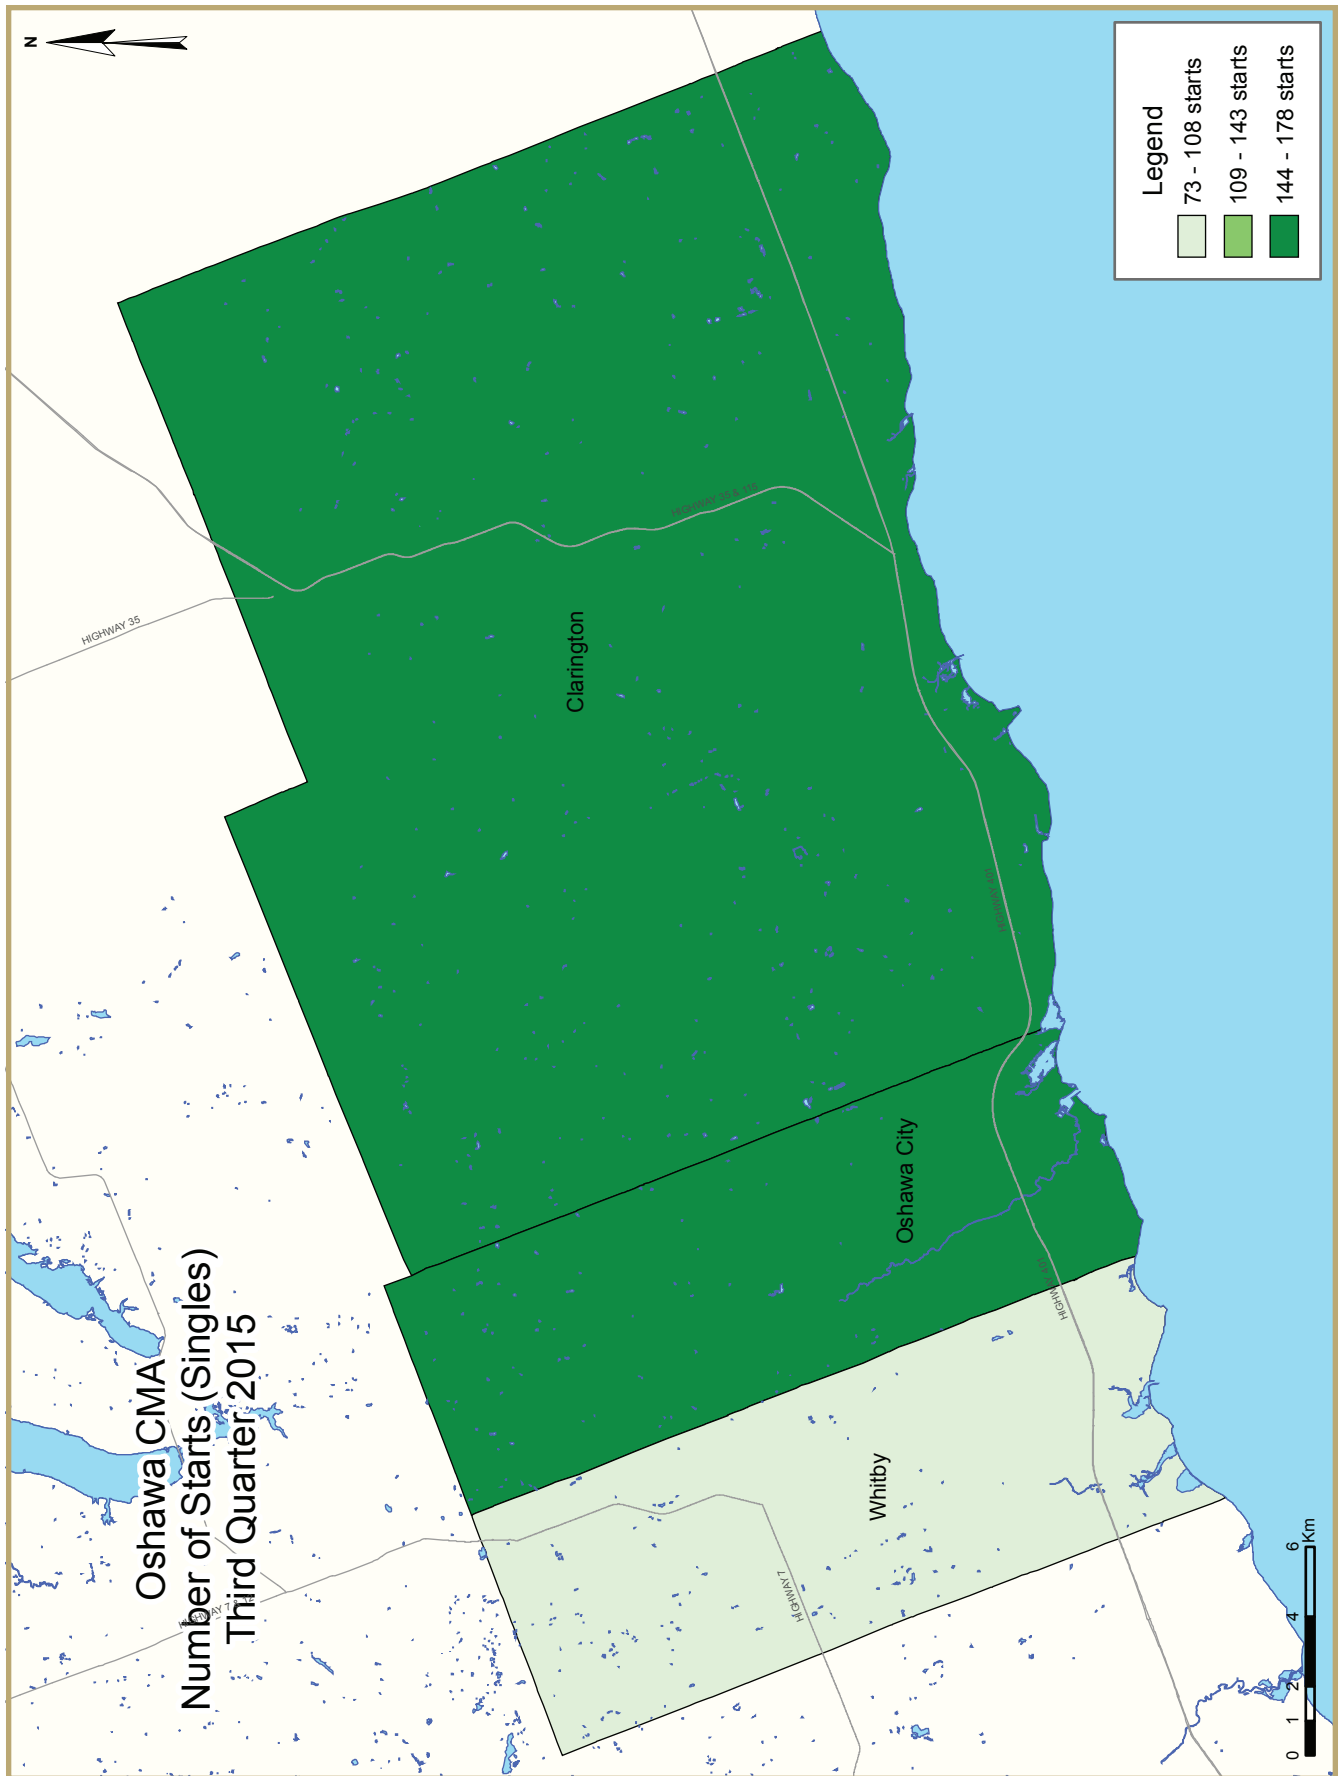 Oshawa CMA
Number of Starts (Singles)
Third Quarter 2015
N
HIGHWAY 7 & 12
HIGHWAY 35
HIGHWAY 35 & 115
Clarington
Oshawa City
Whitby
HIGHWAY 7
HIGHWAY 401
HIGHWAY 401
0 1 2 4 6
Km
Legend
73 - 108 starts
109 - 143 starts
144 - 178 starts